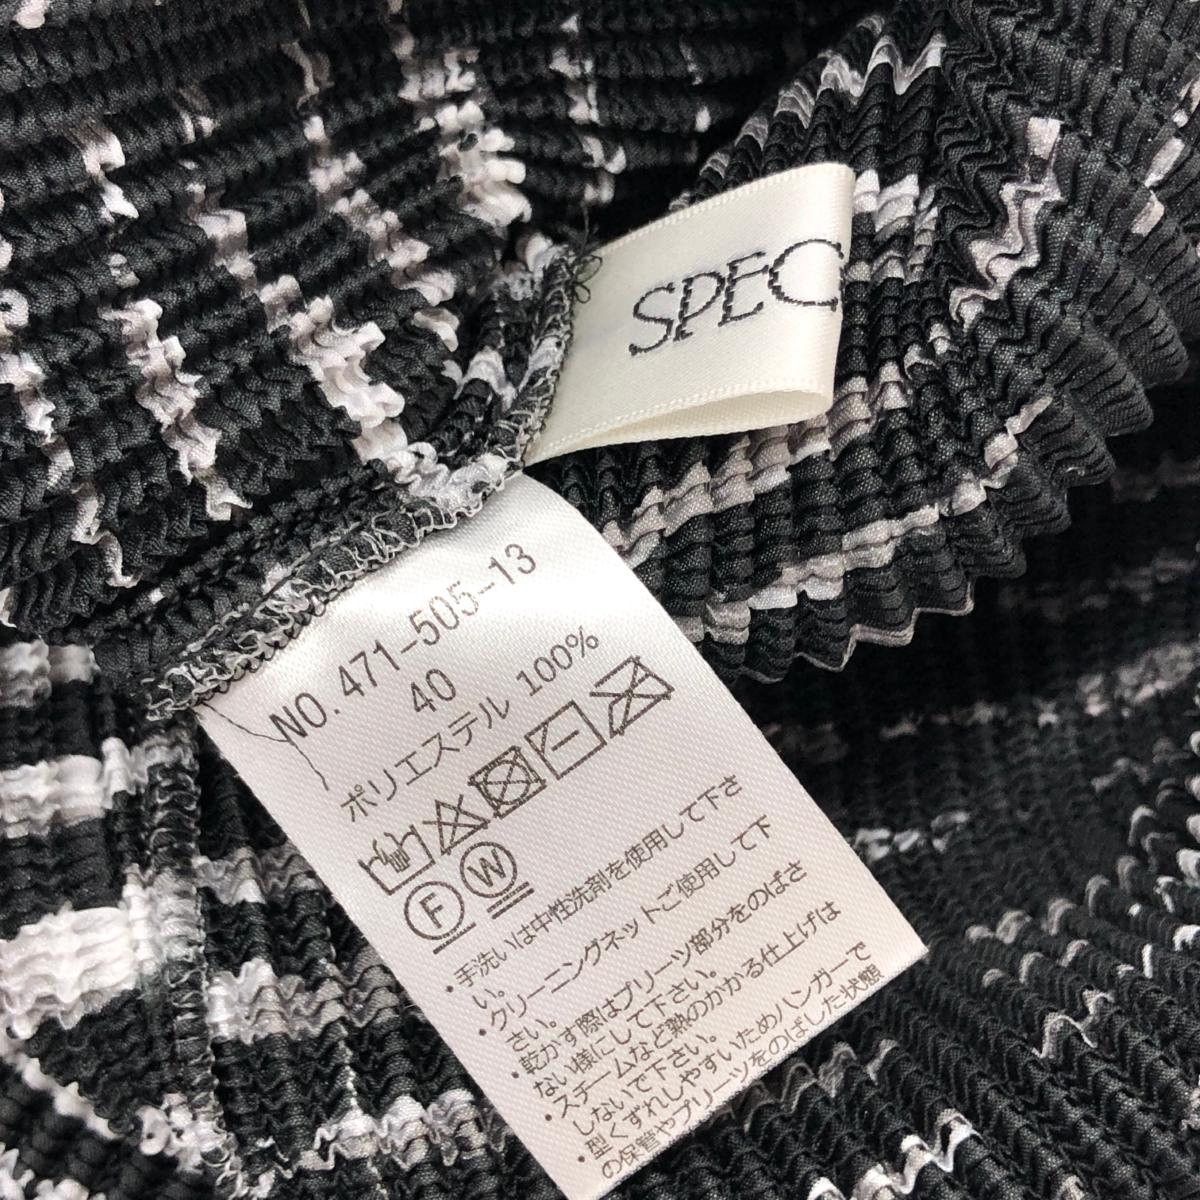 SPEC
NO.471-505-13
40
ポリエステル 100%
F W
・手洗いは中性洗剤を使用して下さ
い。
・クリーニングネットご使用して下
さい。
・乾かす際はプリーツ部分をのばさ
ない様にして下さい。
・スチームなど熱のかかる仕上げは
しないで下さい。
・型くずれしやすいためハンガーで
の保管やプリーツをのばした状態